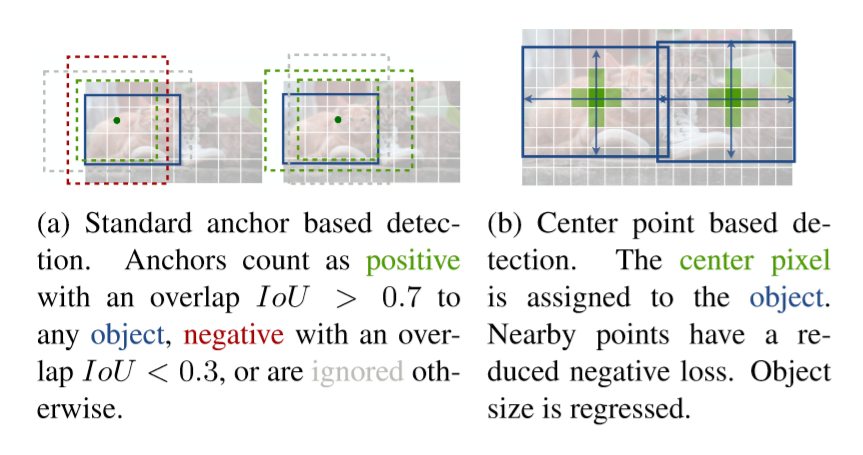 (a) Standard anchor based detec-
tion. Anchors count as positive
with an overlap IoU > 0.7 to
any object, negative with an over-
lap IoU < 0.3, or are ignored oth-
erwise.
(b) Center point based de-
tection. The center pixel
is assigned to the object.
Nearby points have a re-
duced negative loss. Object
size is regressed.